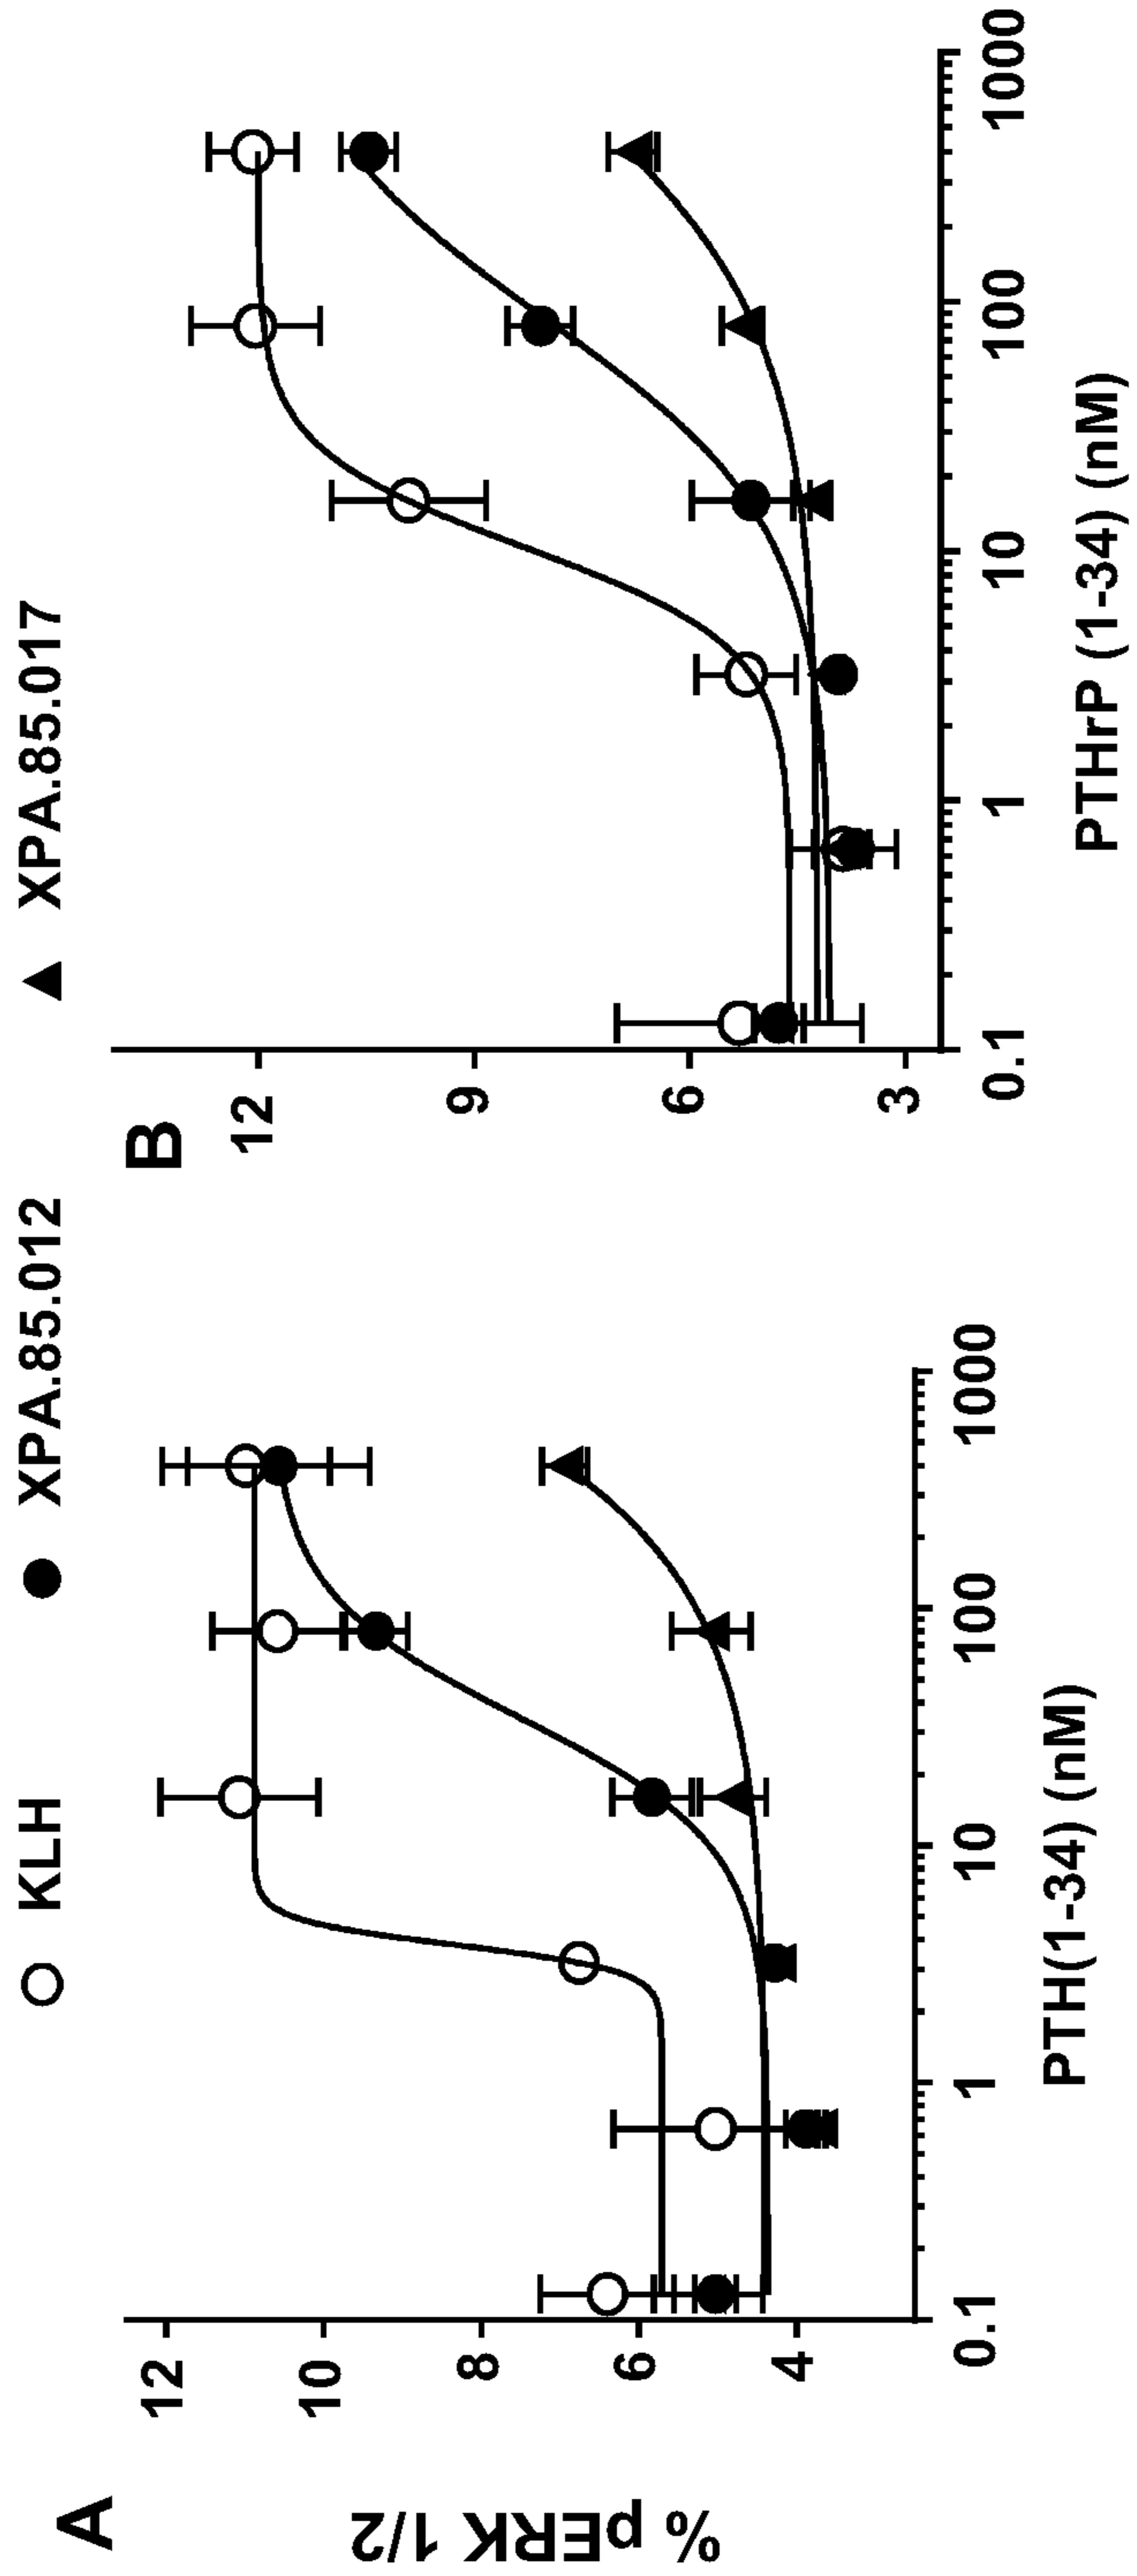 KLH XPA.85.012 XPA.85.017
A
% pERK 1/2
12
10
8
6
4
0.1 1 10 100 1000
PTH(1-34) (nM)
B
12
9
6
3
0.1 1 10 100 1000
PTHrP (1-34) (nM)